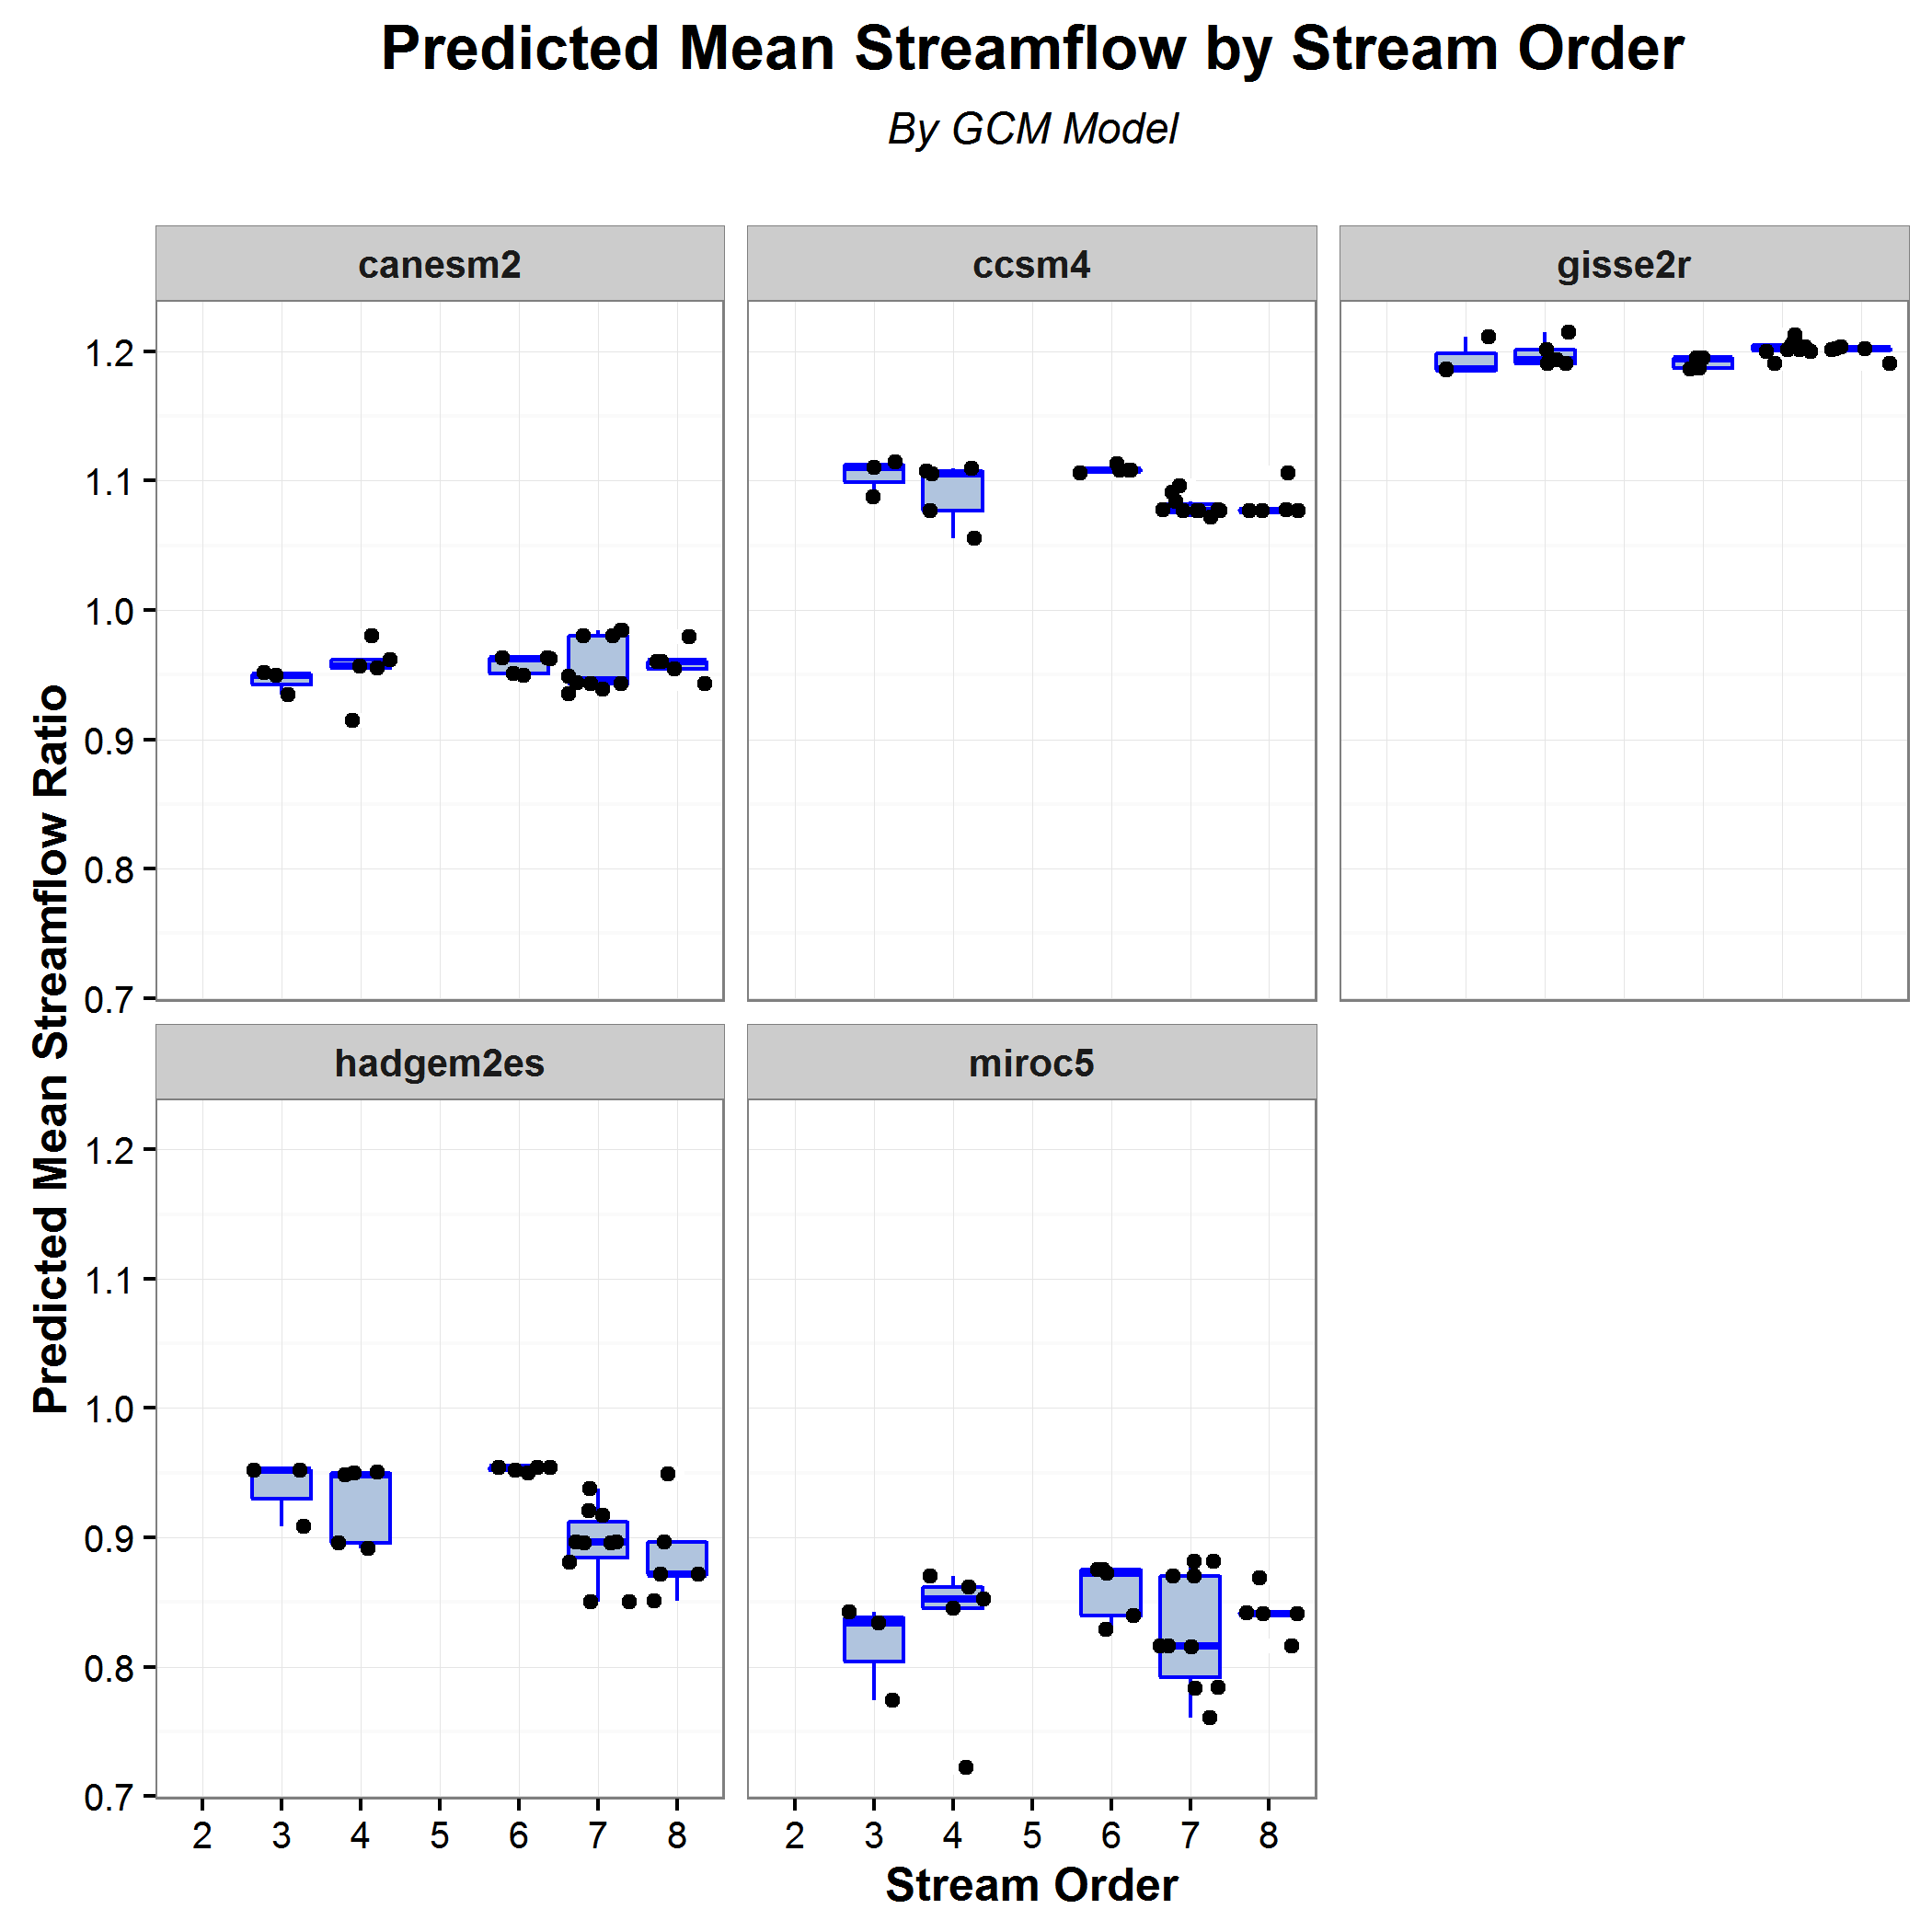 Predicted Mean Streamflow by Stream Order
By GCM Model
canesm2
ccsm4
gisse2r
1.2
1.1
1.0
0.9
0.8
0.7
Predicted Mean Streamflow Ratio
hadgem2es
miroc5
1.2
1.1
1.0
0.9
0.8
0.7
2 3 4 5 6 7 8
2 3 4 5 6 7 8
Stream Order